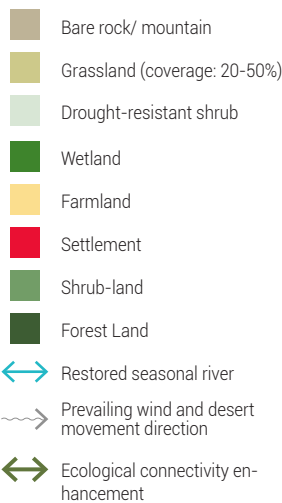 Bare rock/ mountain
Grassland (coverage: 20-50%)
Drought-resistant shrub
Wetland
Farmland
Settlement
Shrub-land
Forest Land
Restored seasonal river
Prevailing wind and desert
movement direction
Ecological connectivity en-
hancement